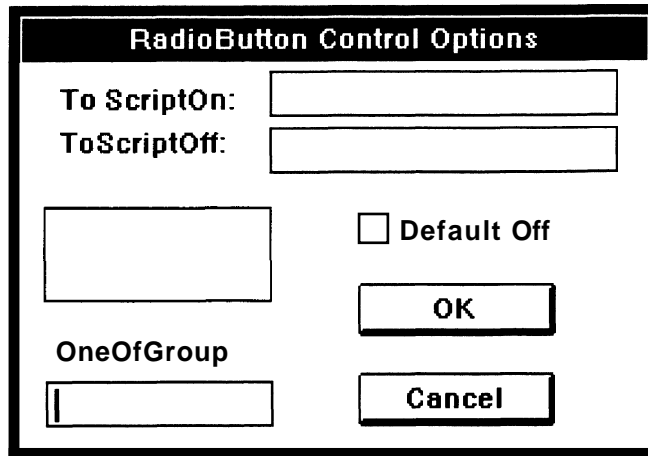 RadioButton Control Options
To ScriptOn:
ToScriptOff:
Default Off
OK
OneOfGroup
Cancel